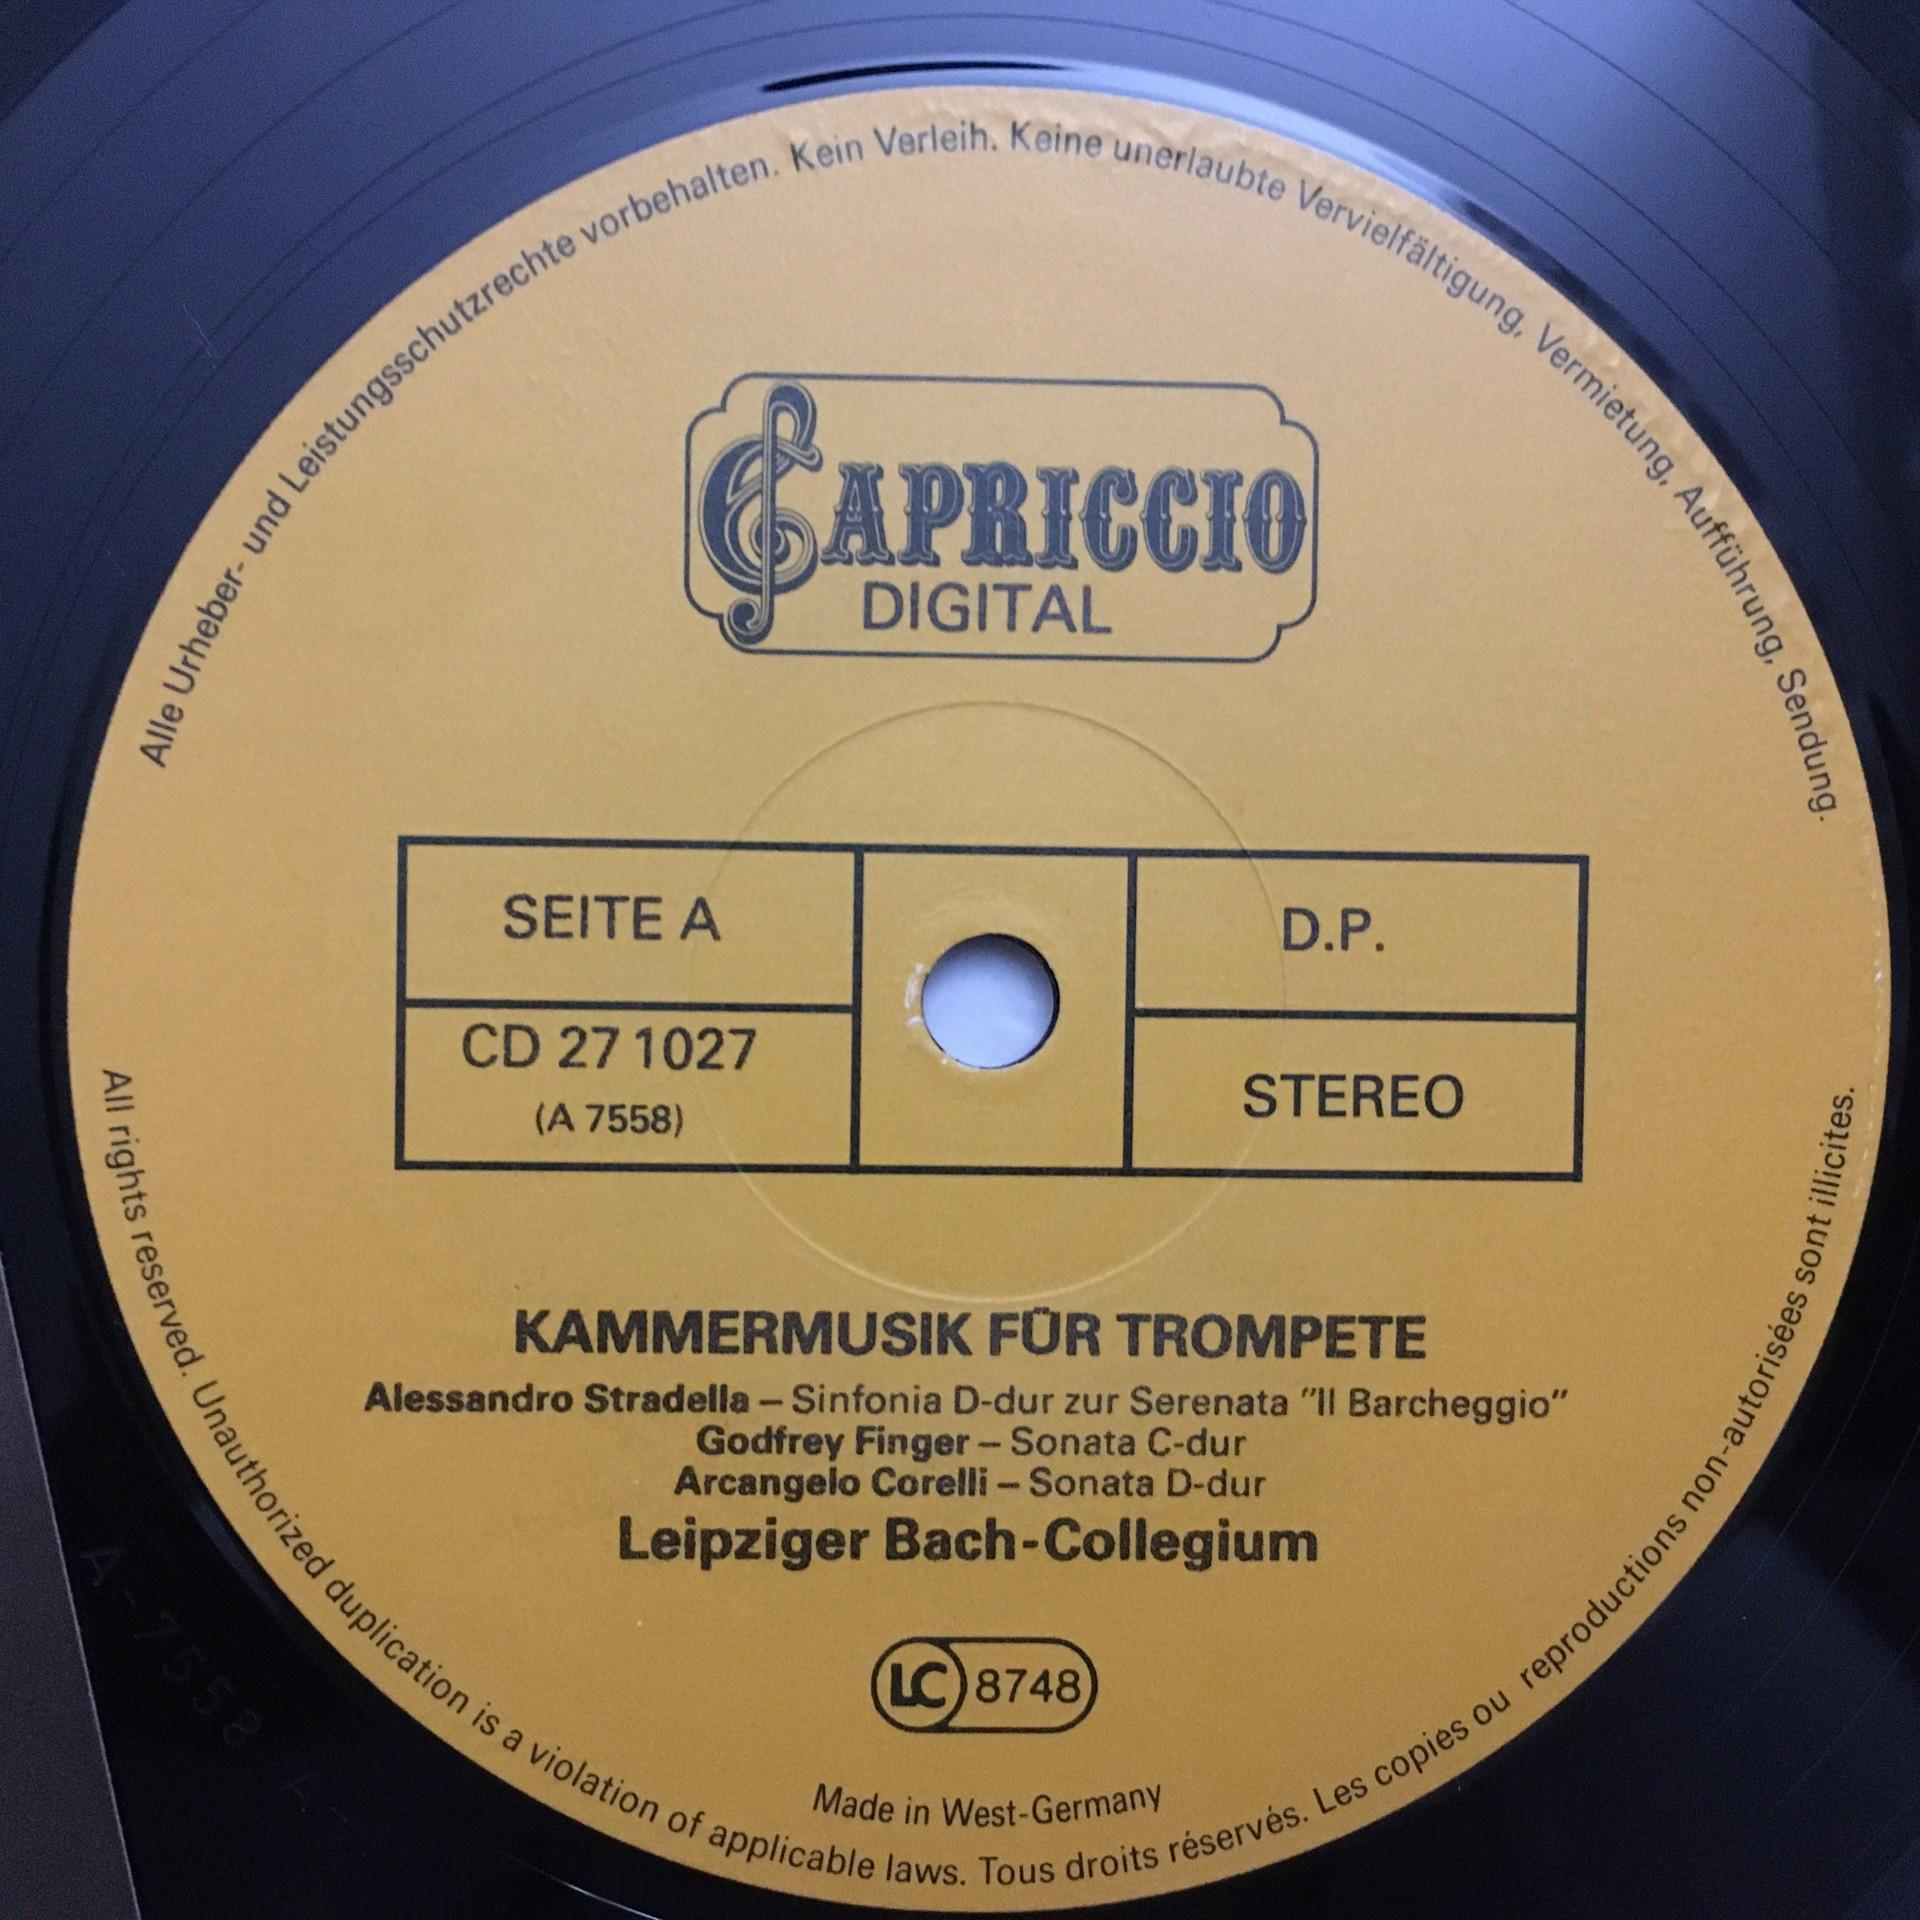 Alle Urheber- und Leistungsschutzrechte vorbehalten. Kein Verleih. Keine unerlaubte Vervielfältigung, Vermietung, Aufführung, Sendung.
CAPRICCIO
DIGITAL
SEITE A
D.P.
CD 27 1027
(A 7558)
STEREO
KAMMERMUSIK FÜR TROMPETE
Alessandro Stradella – Sinfonia D-dur zur Serenata "Il Barcheggio"
Godfrey Finger – Sonata C-dur
Arcangelo Corelli – Sonata D-dur
Leipziger Bach-Collegium
LC 8748
Made in West-Germany
All rights reserved. Unauthorized duplication is a violation of applicable laws. Tous droits réservés. Les copies ou reproductions non-autorisées sont illicites.
A-7558